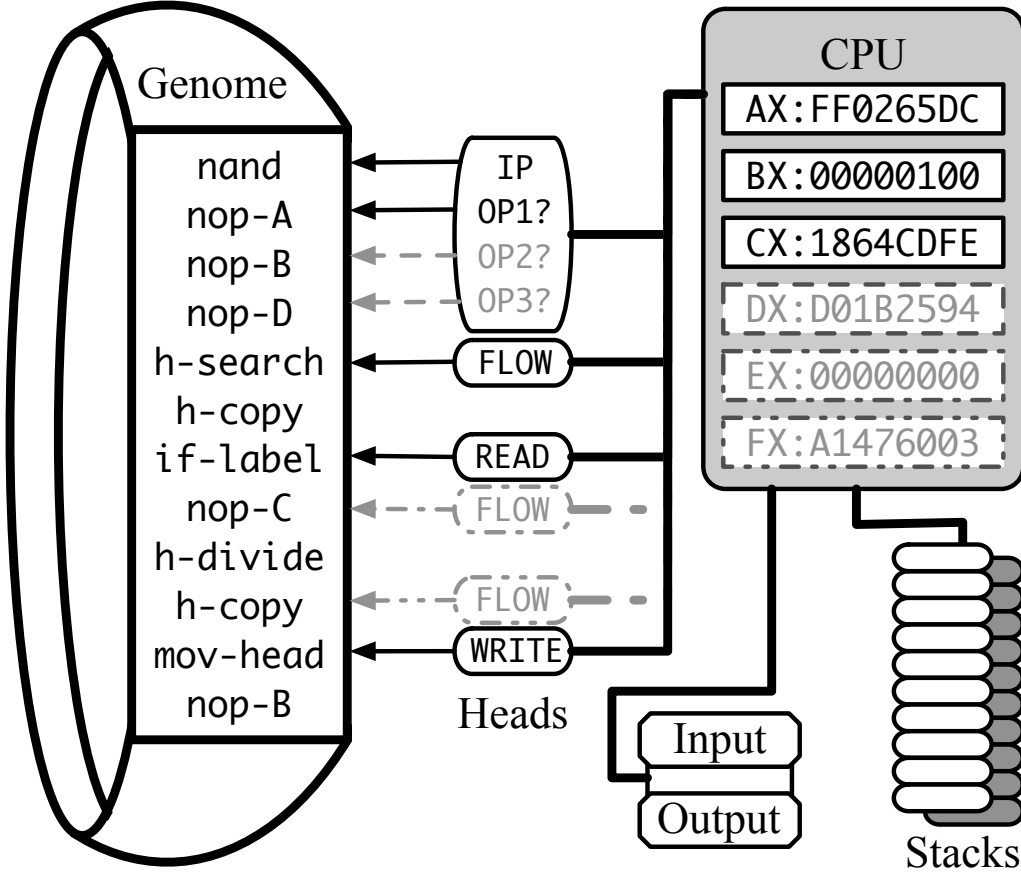 Genome
nand
nop-A
nop-B
nop-D
h-search
h-copy
if-label
nop-C
h-divide
h-copy
mov-head
nop-B
IP
OP1?
OP2?
OP3?
FLOW
READ
FLOW
FLOW
WRITE
Heads
CPU
AX:FF0265DC
BX:00000100
CX:1864CDFE
DX:D01B2594
EX:00000000
FX:A1476003
Input
Output
Stacks